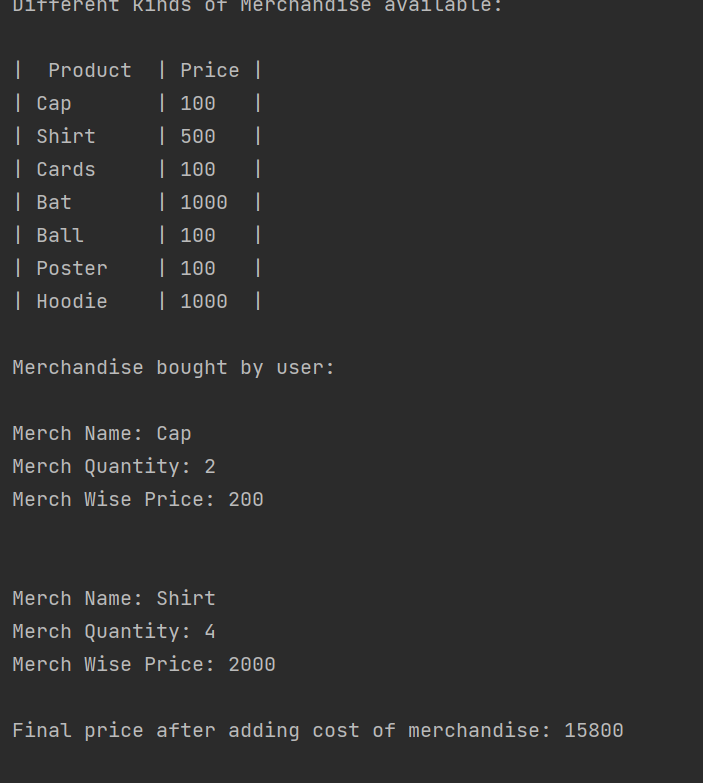 Different kinds of Merchandise available:
|  Product  | Price |
| Cap       | 100   |
| Shirt     | 500   |
| Cards     | 100   |
| Bat       | 1000  |
| Ball      | 100   |
| Poster    | 100   |
| Hoodie    | 1000  |
Merchandise bought by user:
Merch Name: Cap
Merch Quantity: 2
Merch Wise Price: 200
Merch Name: Shirt
Merch Quantity: 4
Merch Wise Price: 2000
Final price after adding cost of merchandise: 15800